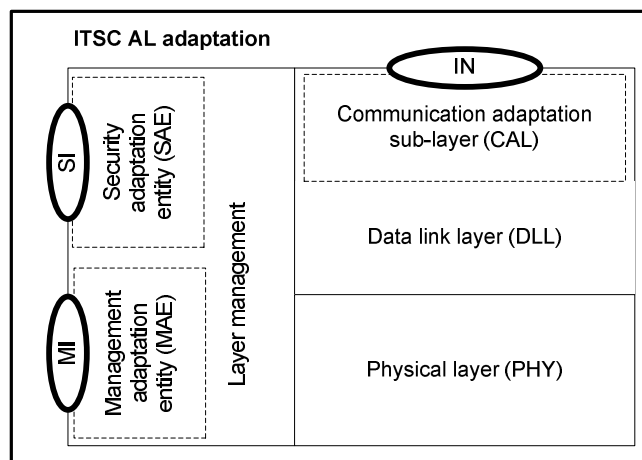 ITSC AL adaptation
IN
Communication adaptation
sub-layer (CAL)
SI
Security
adaptation
entity (SAE)
Layer management
Data link layer (DLL)
MI
Management
adaptation
entity (MAE)
Physical layer (PHY)